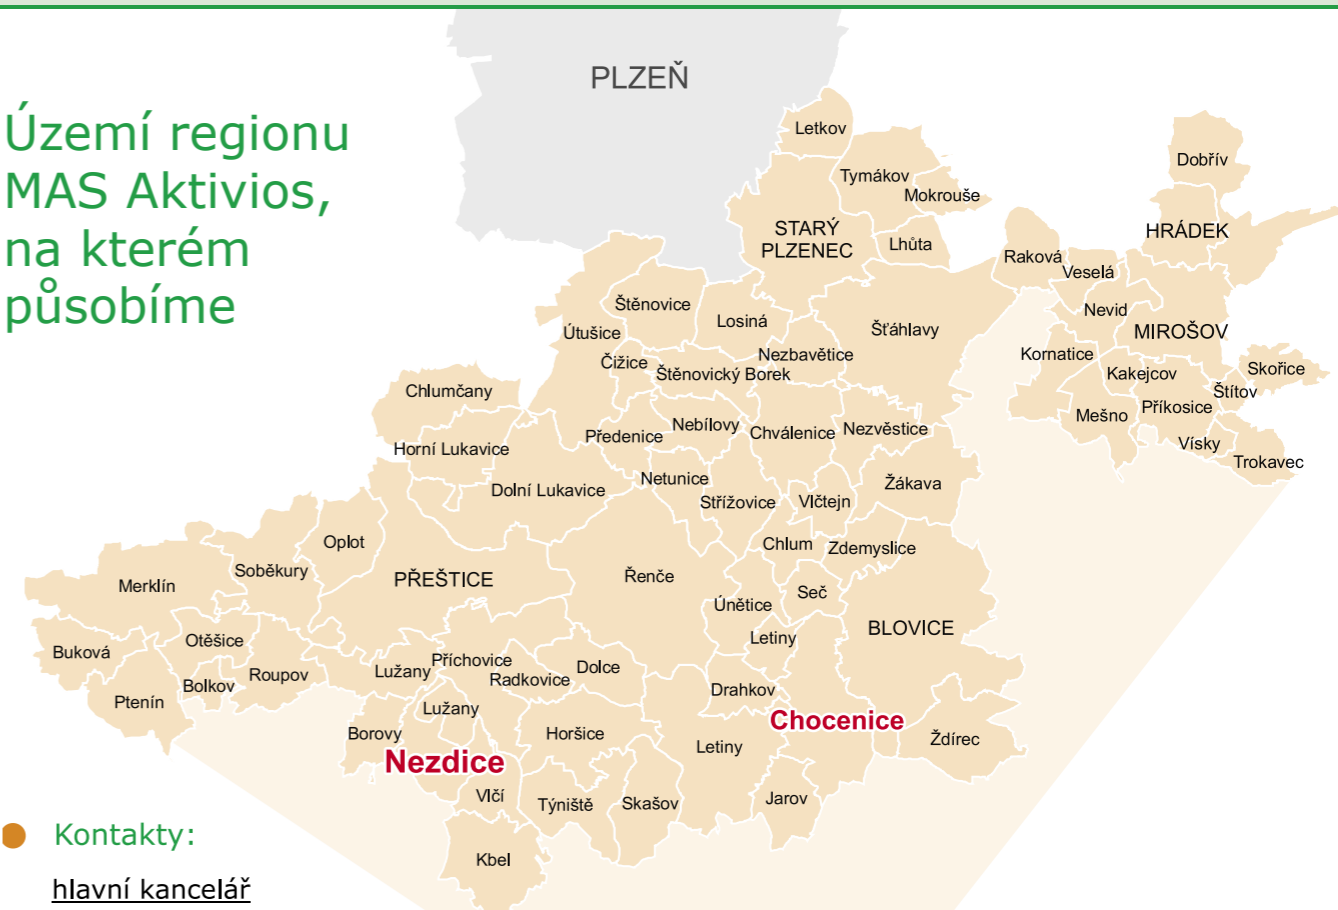 PLZEŇ
Území regionu
MAS Aktivios,
na kterém
působíme
Letkov
Dobřív
Tymákov
Mokrouše
STARÝ
PLZENEC
HRÁDEK
Lhůta
Raková
Veselá
Štěnovice
Nevid
Losiná
Šťáhlavy
MIROŠOV
Útušice
Nezbavětice
Kornatice
Čižice
Štěnovický Borek
Skořice
Kakejcov
Chlumčany
Štítov
Příkosice
Mešno
Nebílovy
Chválenice
Nezvěstice
Předenice
Vísky
Horní Lukavice
Trokavec
Netunice
Žákava
Dolní Lukavice
Střížovice
Vlčtejn
Oplot
Chlum
Zdemyslice
Soběkury
Řenče
Merklín
PŘEŠTICE
Seč
Únětice
BLOVICE
Otěšice
Letiny
Buková
Příchovice
Dolce
Lužany
Roupov
Radkovice
Bolkov
Drahkov
Ptenín
Lužany
Chocenice
Borovy
Horšice
Letiny
Ždírec
Nezdice
Vlčí
Týniště
Skašov
Jarov
Kontakty:
Kbel
hlavní kancelář